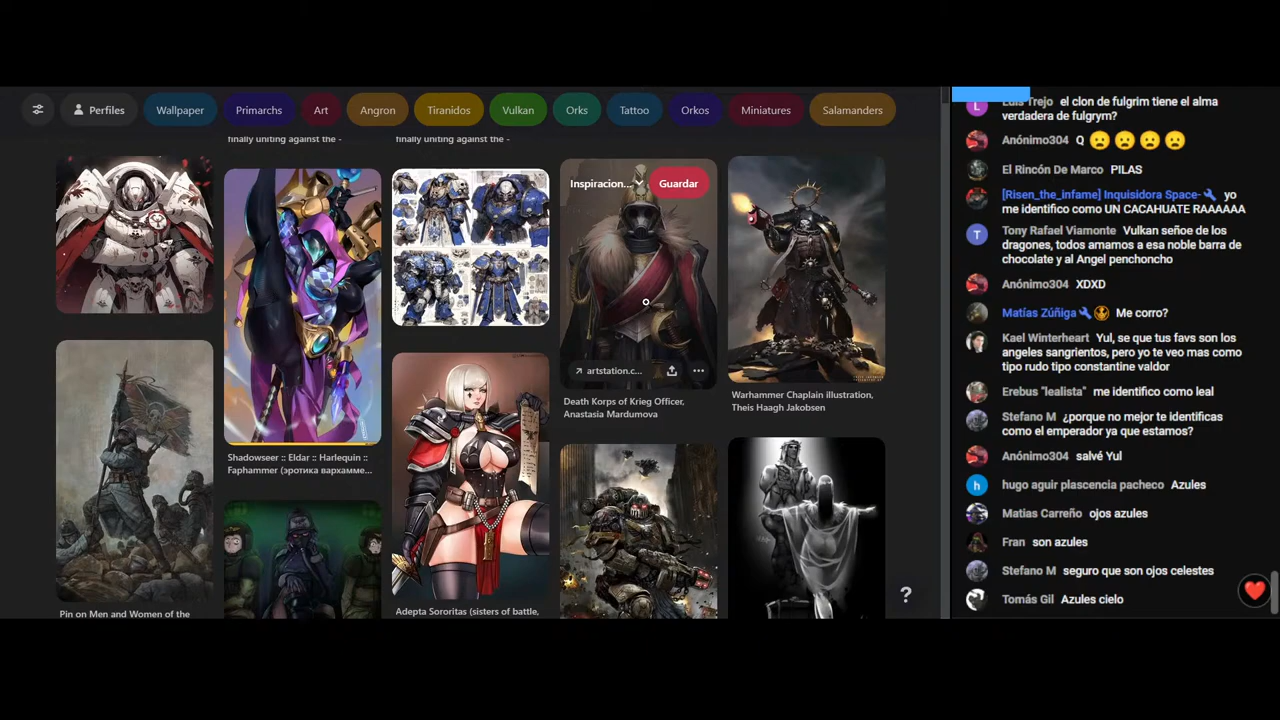 Perfiles
Wallpaper
Primarchs
Art
Angron
Tiranidos
Vulkan
Orks
Tattoo
Orkos
Miniatures
Salamanders
finally uniting against the -
finally uniting against the -
Inspiracion...
Guardar
artstation.c...
Death Korps of Krieg Officer,
Anastasia Mardumova
Warhammer Chaplain illustration,
Theis Haagh Jakobsen
Shadowseer :: Eldar :: Harlequin ::
Faphammer (эротика вархамме...
Pin on Men and Women of the
Adepta Sororitas (sisters of battle,
?
Luis Trejo el clon de fulgrim tiene el alma
verdadera de fulgrym?
Anónimo304 Q 😦 😦 😦 😦
El Rincón De Marco PILAS
[Risen_the_infame] Inquisidora Space- yo
me identifico como UN CACAHUATE RAAAAAA
Tony Rafael Viamonte Vulkan señoe de los
dragones, todos amamos a esa noble barra de
chocolate y al Angel penchoncho
Anónimo304 XDXD
Matías Zúñiga Me corro?
Kael Winterheart Yul, se que tus favs son los
angeles sangrientos, pero yo te veo mas como
tipo rudo tipo constantine valdor
Erebus "lealista" me identifico como leal
Stefano M ¿porque no mejor te identificas
como el emperador ya que estamos?
Anónimo304 salvé Yul
hugo aguir plascencia pacheco Azules
Matias Carreño ojos azules
Fran son azules
Stefano M seguro que son ojos celestes
Tomás Gil Azules cielo